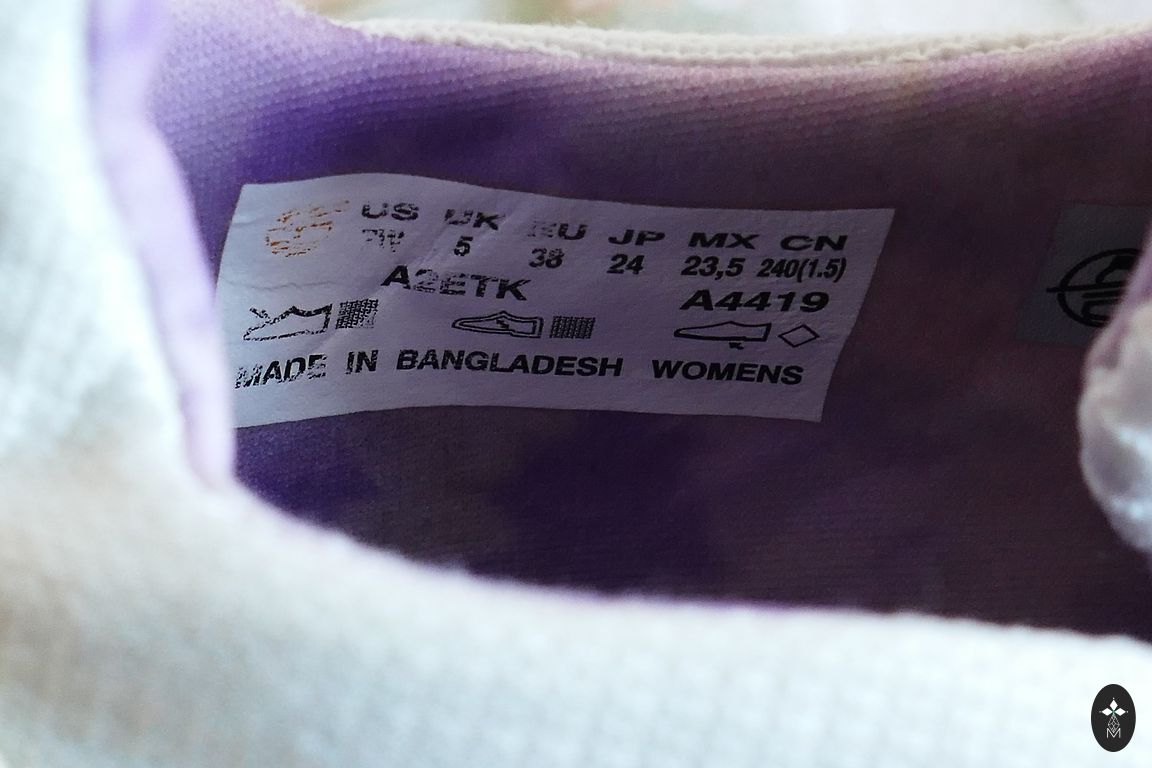 US UK EU JP MX CN
7W 5 38 24 23,5 240(1.5)
A2ETK A4419
MADE IN BANGLADESH WOMENS